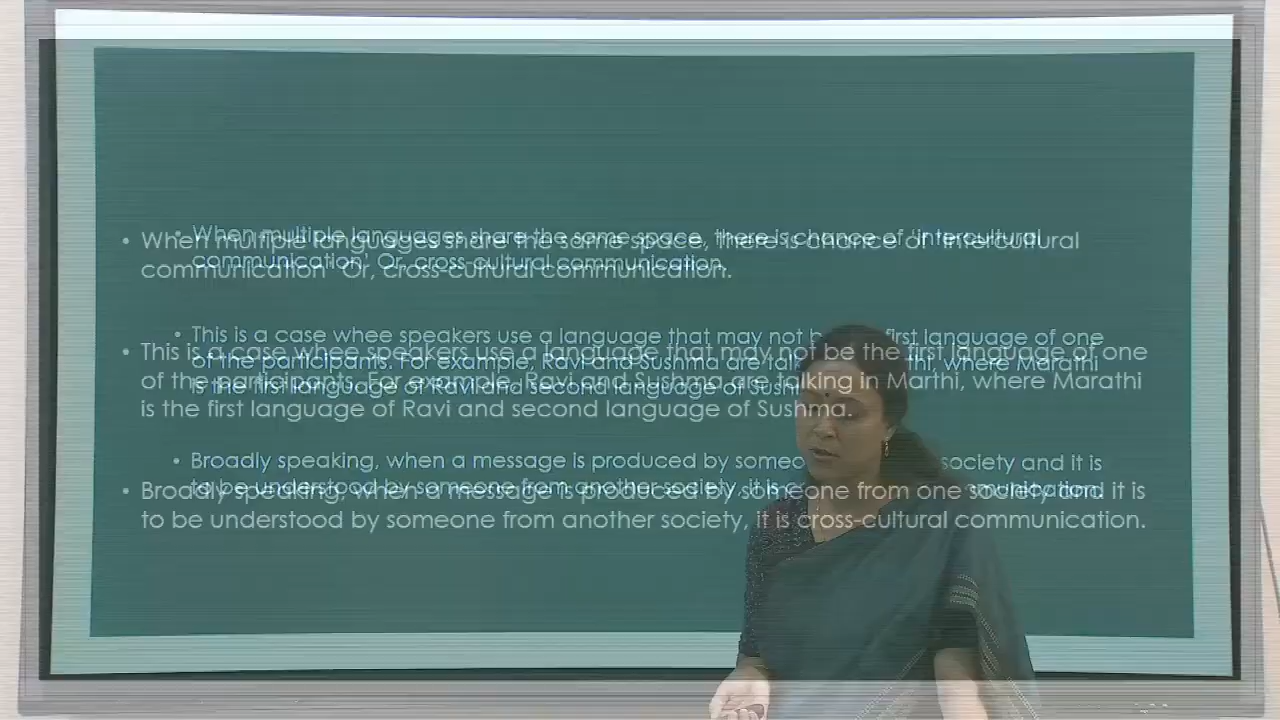 • When multiple languages share the same space, there is chance of 'intercultural
communication' Or, cross-cultural communication.
• This is a case whee speakers use a language that may not be the first language of one
of the participants. For example, Ravi and Sushma are talking in Marthi, where Marathi
is the first language of Ravi and second language of Sushma.
• Broadly speaking, when a message is produced by someone from one society and it is
to be understood by someone from another society, it is cross-cultural communication.